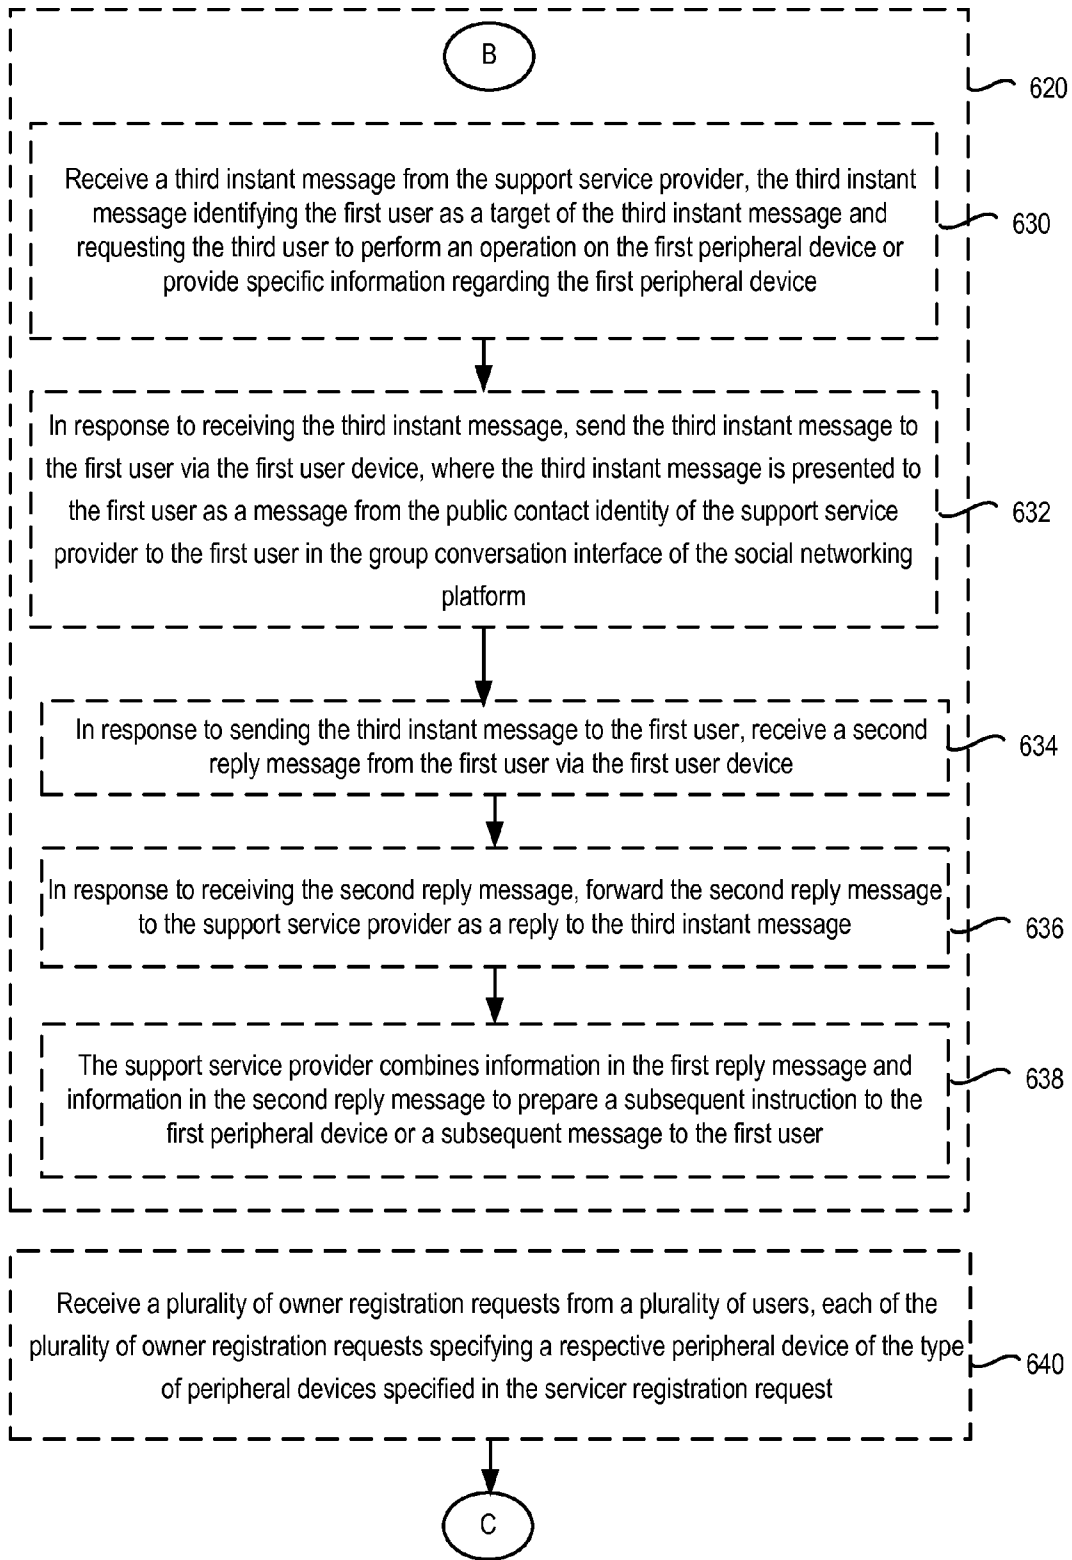 B
620
Receive a third instant message from the support service provider, the third instant
message identifying the first user as a target of the third instant message and
requesting the third user to perform an operation on the first peripheral device or
provide specific information regarding the first peripheral device
630
In response to receiving the third instant message, send the third instant message to
the first user via the first user device, where the third instant message is presented to
the first user as a message from the public contact identity of the support service
provider to the first user in the group conversation interface of the social networking
platform
632
In response to sending the third instant message to the first user, receive a second
reply message from the first user via the first user device
634
In response to receiving the second reply message, forward the second reply message
to the support service provider as a reply to the third instant message
636
The support service provider combines information in the first reply message and
information in the second reply message to prepare a subsequent instruction to the
first peripheral device or a subsequent message to the first user
638
Receive a plurality of owner registration requests from a plurality of users, each of the
plurality of owner registration requests specifying a respective peripheral device of the type
of peripheral devices specified in the servicer registration request
640
C